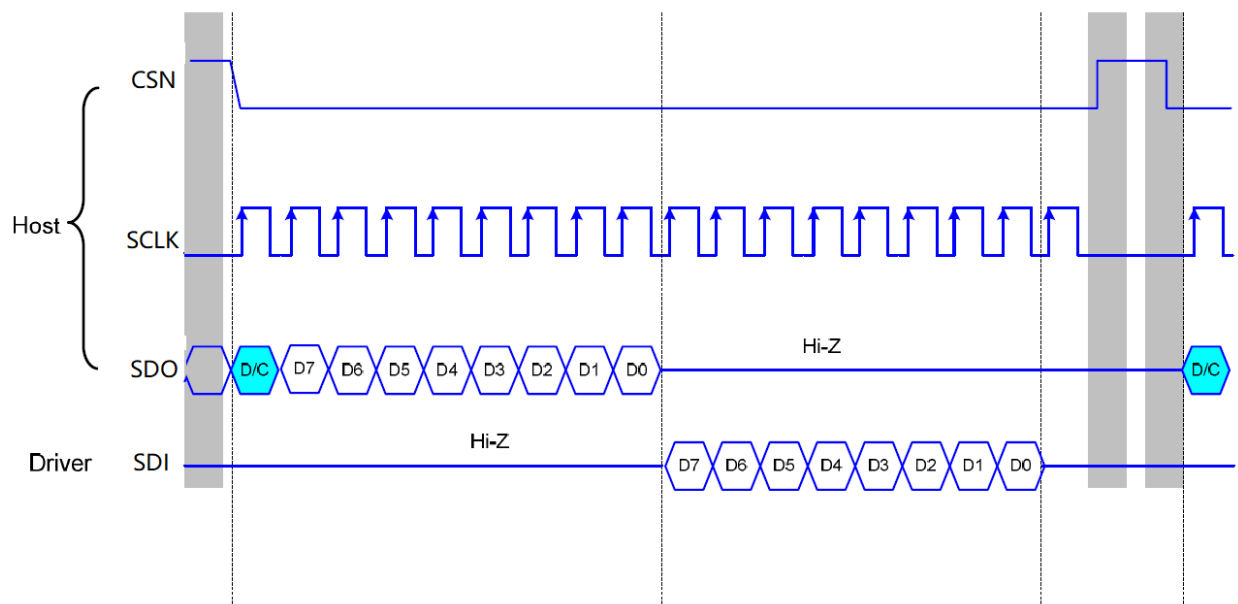 CSN
Host
SCLK
SDO D/C D7 D6 D5 D4 D3 D2 D1 D0 Hi-Z D/C
Hi-Z
Driver SDI D7 D6 D5 D4 D3 D2 D1 D0